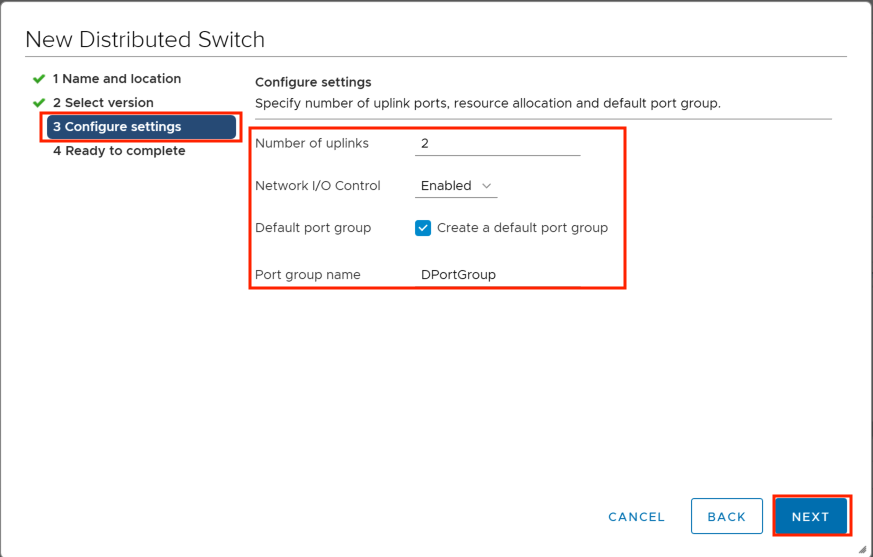 New Distributed Switch
1 Name and location
2 Select version
3 Configure settings
4 Ready to complete
Configure settings
Specify number of uplink ports, resource allocation and default port group.
Number of uplinks 2
Network I/O Control Enabled
Default port group Create a default port group
Port group name DPortGroup
CANCEL BACK NEXT